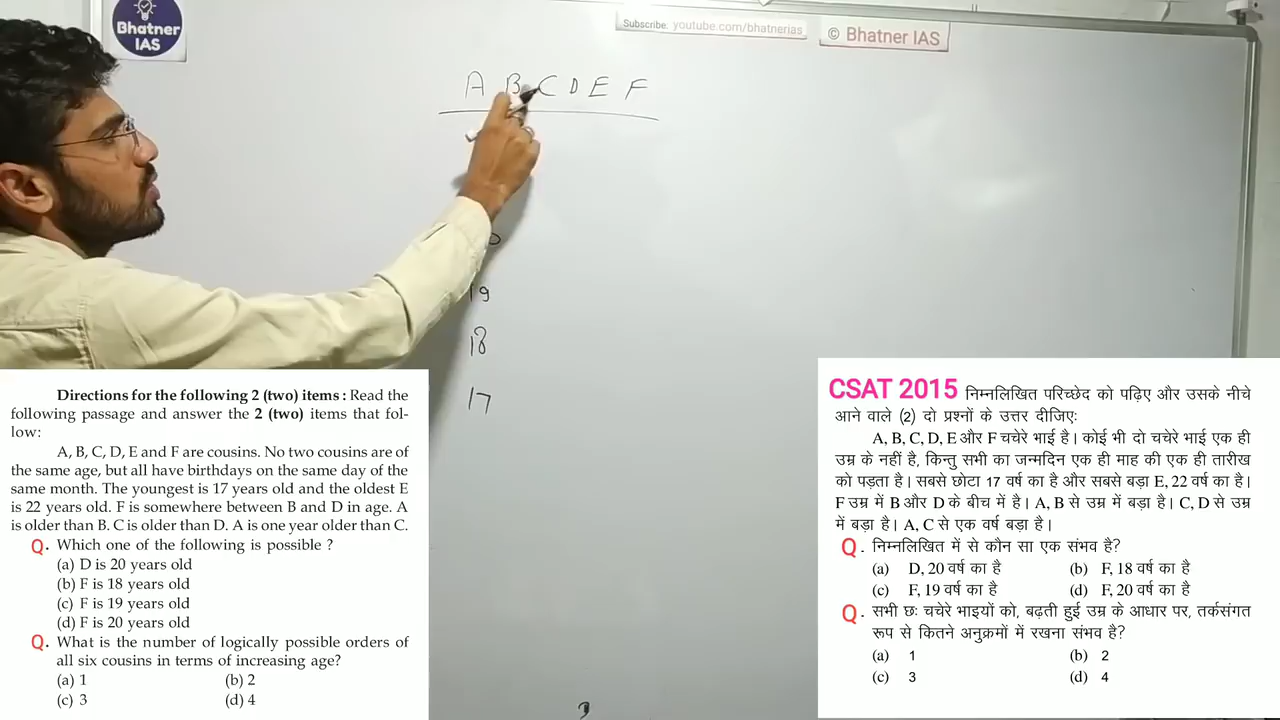 Bhatner
IAS
Subscribe: youtube.com/bhatnerias
© Bhatner IAS
A B C D E F
19
18
17
Directions for the following 2 (two) items : Read the
following passage and answer the 2 (two) items that fol-
low:
A, B, C, D, E and F are cousins. No two cousins are of
the same age, but all have birthdays on the same day of the
same month. The youngest is 17 years old and the oldest E
is 22 years old. F is somewhere between B and D in age. A
is older than B. C is older than D. A is one year older than C.
Q. Which one of the following is possible ?
(a) D is 20 years old
(b) F is 18 years old
(c) F is 19 years old
(d) F is 20 years old
Q. What is the number of logically possible orders of
all six cousins in terms of increasing age?
(a) 1 (b) 2
(c) 3 (d) 4
CSAT 2015 निम्नलिखित परिच्छेद को पढ़िए और उसके नीचे
आने वाले (2) दो प्रश्नों के उत्तर दीजिएः
A, B, C, D, E और F चचेरे भाई है। कोई भी दो चचेरे भाई एक ही
उम्र के नहीं है, किन्तु सभी का जन्मदिन एक ही माह की एक ही तारीख
को पड़ता है। सबसे छोटा 17 वर्ष का है और सबसे बड़ा E, 22 वर्ष का है।
F उम्र में B और D के बीच में है। A, B से उम्र में बड़ा है। C, D से उम्र
में बड़ा है। A, C से एक वर्ष बड़ा है।
Q. निम्नलिखित में से कौन सा एक संभव है?
(a) D, 20 वर्ष का है (b) F, 18 वर्ष का है
(c) F, 19 वर्ष का है (d) F, 20 वर्ष का है
Q. सभी छः चचेरे भाइयों को, बढ़ती हुई उम्र के आधार पर, तर्कसंगत
रूप से कितने अनुक्रमों में रखना संभव है?
(a) 1 (b) 2
(c) 3 (d) 4